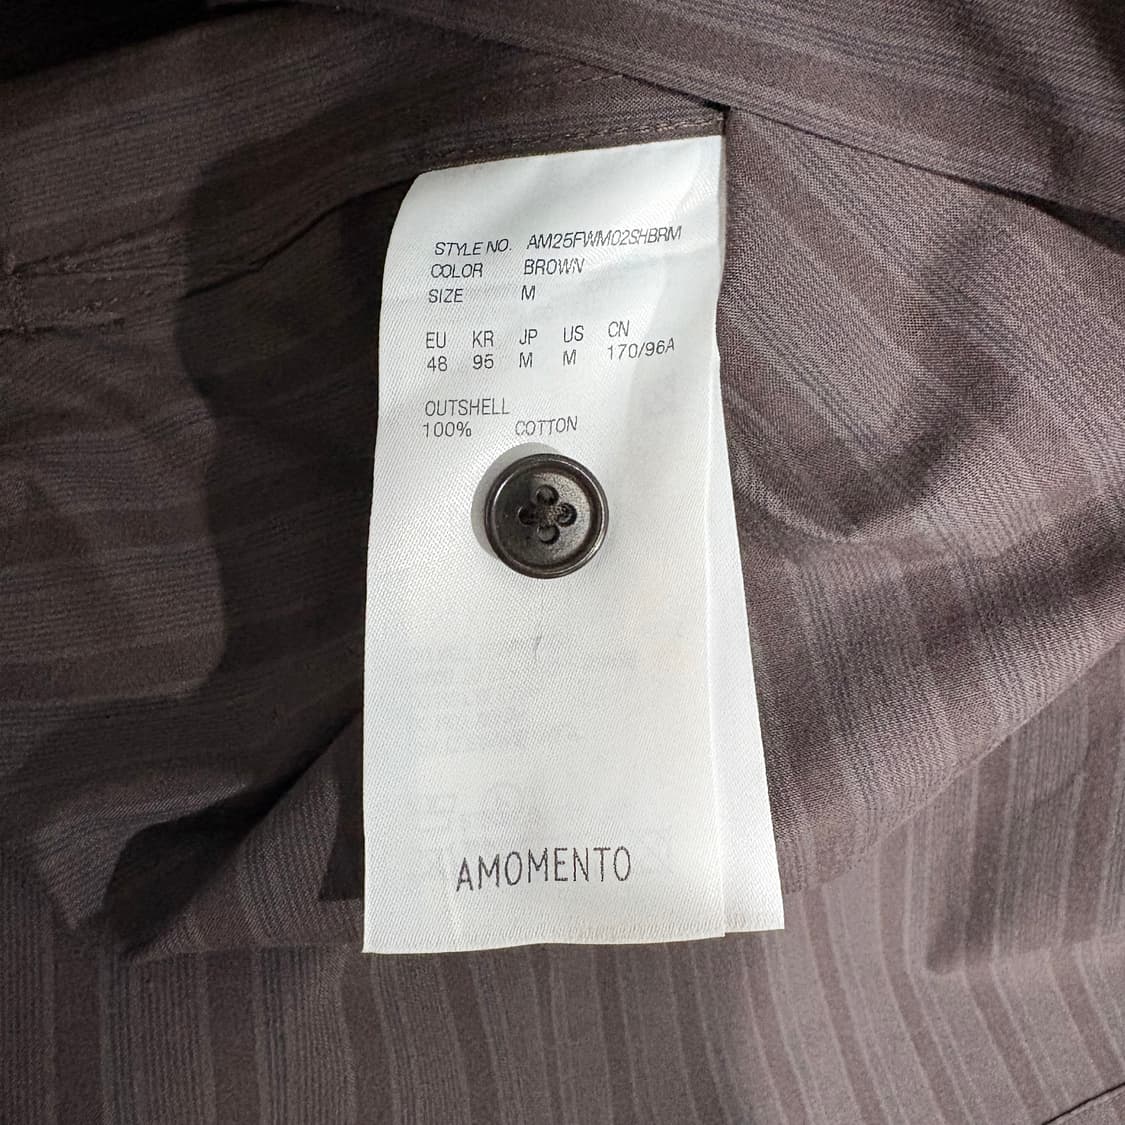 STYLE NO. AM25FWM02SHBRM
COLOR BROWN
SIZE M
EU KR JP US CN
48 95 M M 170/96A
OUTSHELL
100% COTTON
AMOMENTO